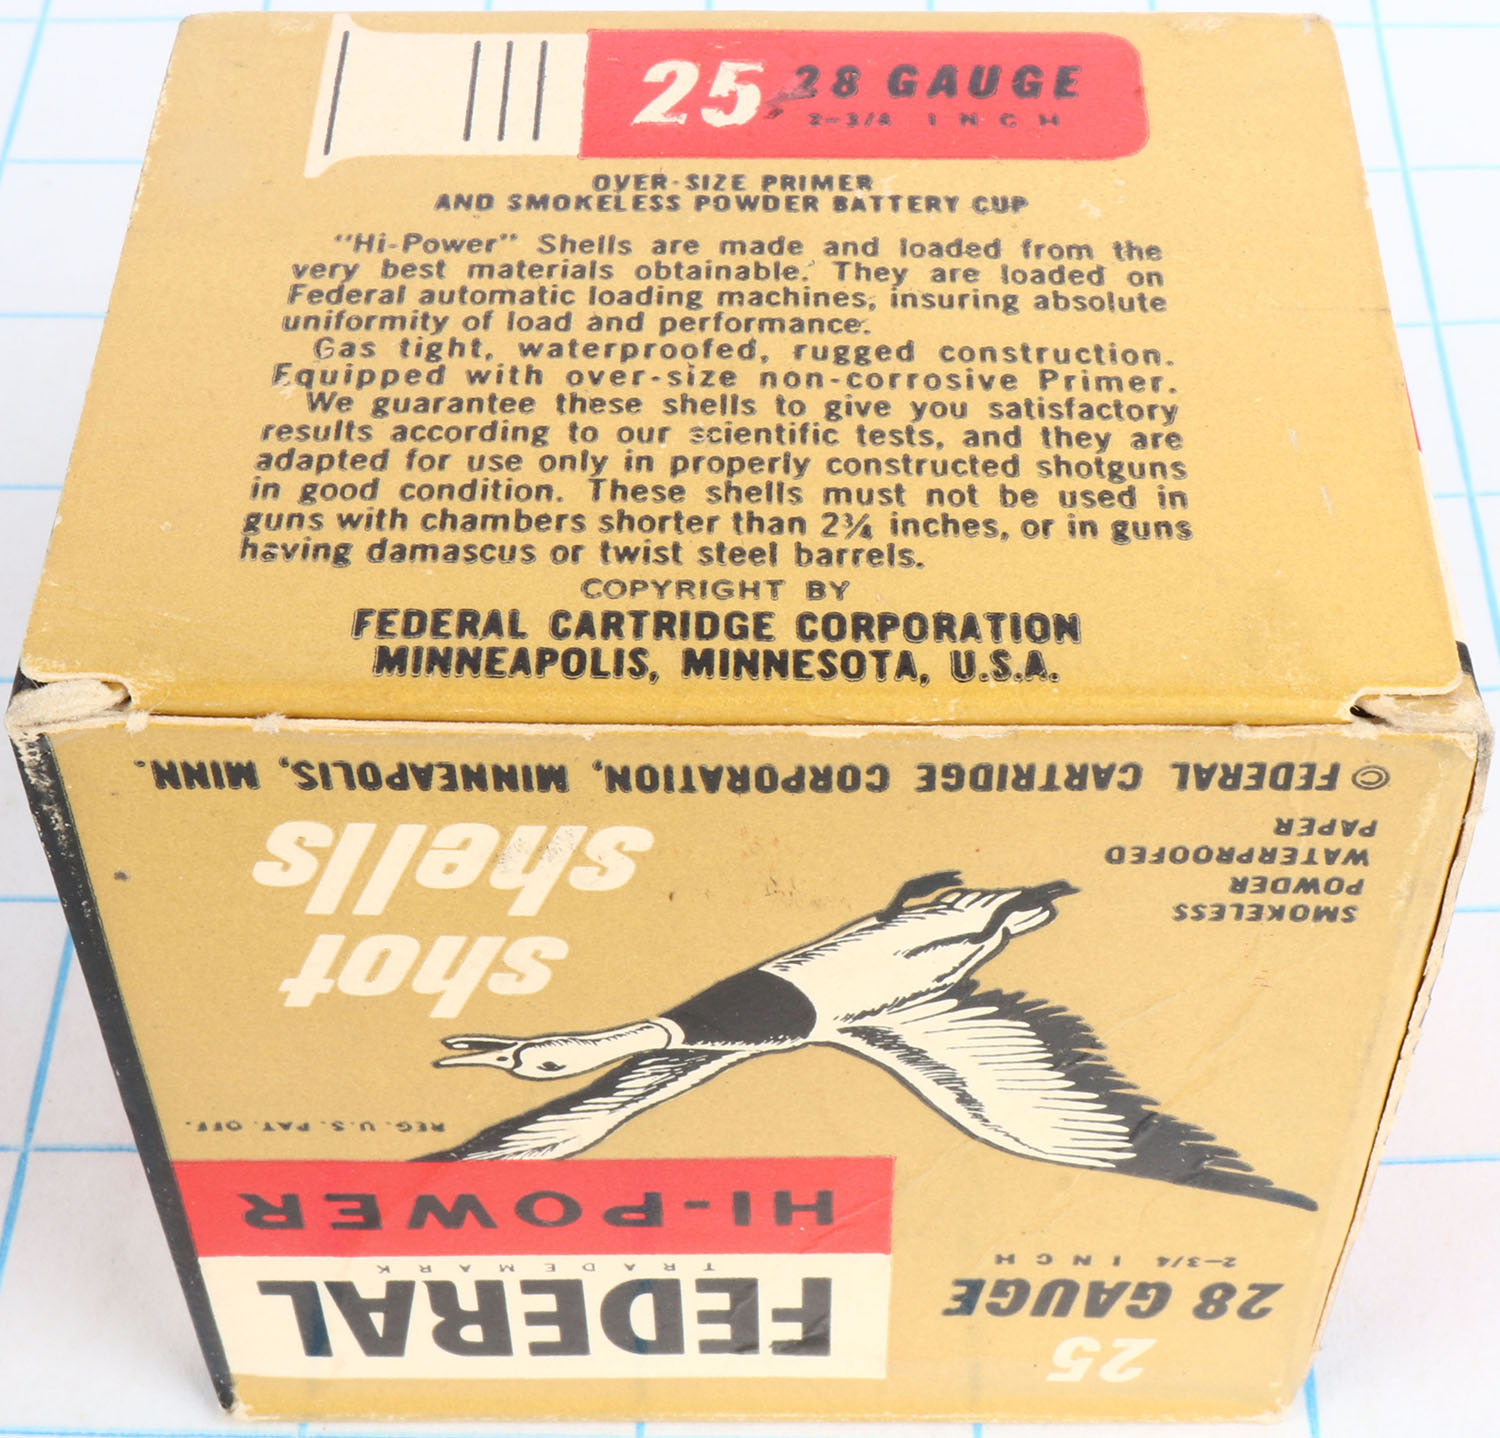 25 28 GAUGE
2-3/4 INCH
OVER-SIZE PRIMER
AND SMOKELESS POWDER BATTERY CUP
"Hi-Power" Shells are made and loaded from the
very best materials obtainable. They are loaded on
Federal automatic loading machines, insuring absolute
uniformity of load and performance.
Gas tight, waterproofed, rugged construction.
Equipped with over-size non-corrosive Primer.
We guarantee these shells to give you satisfactory
results according to our scientific tests, and they are
adapted for use only in properly constructed shotguns
in good condition. These shells must not be used in
guns with chambers shorter than 2¾ inches, or in guns
having damascus or twist steel barrels.
COPYRIGHT BY
FEDERAL CARTRIDGE CORPORATION
MINNEAPOLIS, MINNESOTA, U.S.A.
25
28 GAUGE
2-3/4 INCH
FEDERAL
TRADEMARK
HI-POWER
REG. U.S. PAT. OFF.
shot
shells
SMOKELESS
POWDER
WATERPROOFED
PAPER
© FEDERAL CARTRIDGE CORPORATION, MINNEAPOLIS, MINN.